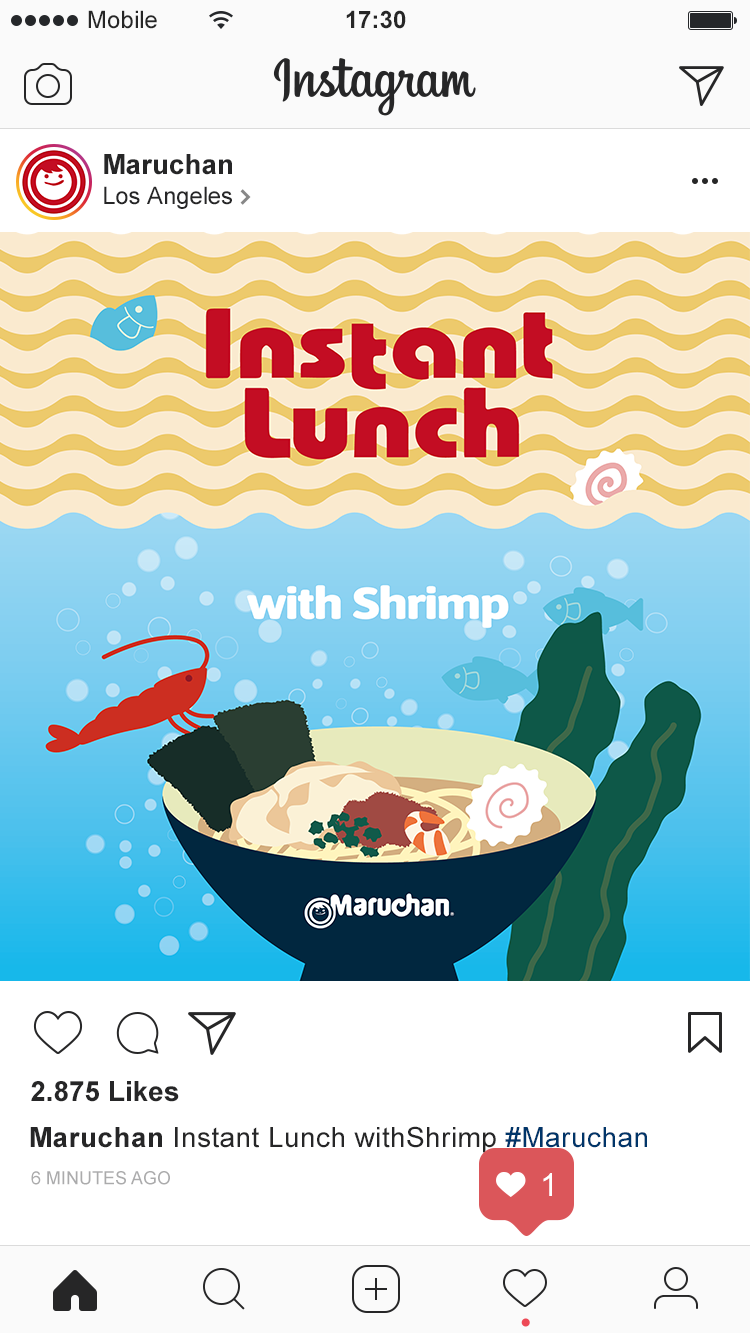 Mobile 17:30
Instagram
Maruchan
Los Angeles
Instant
Lunch
with Shrimp
Maruchan.
2.875 Likes
Maruchan Instant Lunch withShrimp #Maruchan
6 MINUTES AGO
1